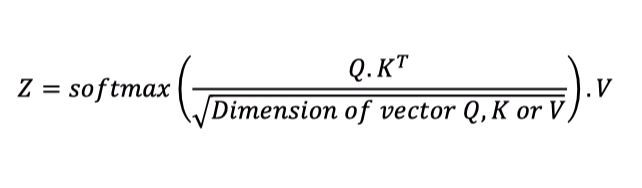 Z = softmax(Q.K^T / √Dimension of vector Q, K or V).V